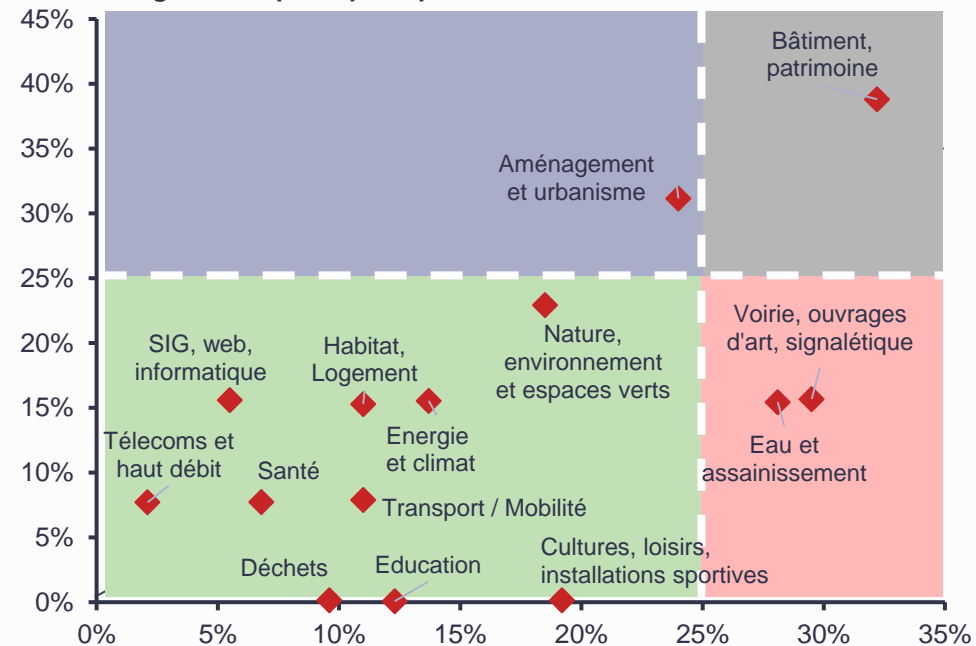 45%
40%
35%
30%
25%
20%
15%
10%
5%
0%
Bâtiment,
patrimoine
Aménagement
et urbanisme
Nature,
environnement
et espaces verts
Voirie, ouvrages
d'art, signalétique
SIG, web,
informatique
Habitat,
Logement
Energie
et climat
Eau et
assainissement
Télecoms et
haut débit
Santé
Transport / Mobilité
Déchets
Education
Cultures, loisirs,
installations sportives
0%
5%
10%
15%
20%
25%
30%
35%